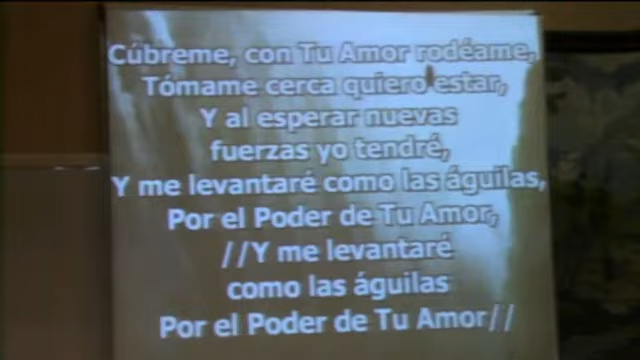 Cúbreme, con Tu Amor rodéame,
Tómame cerca quiero estar,
Y al esperar nuevas
fuerzas yo tendré,
Y me levantaré como las águilas,
Por el Poder de Tu Amor,
//Y me levantaré
como las águilas
Por el Poder de Tu Amor//